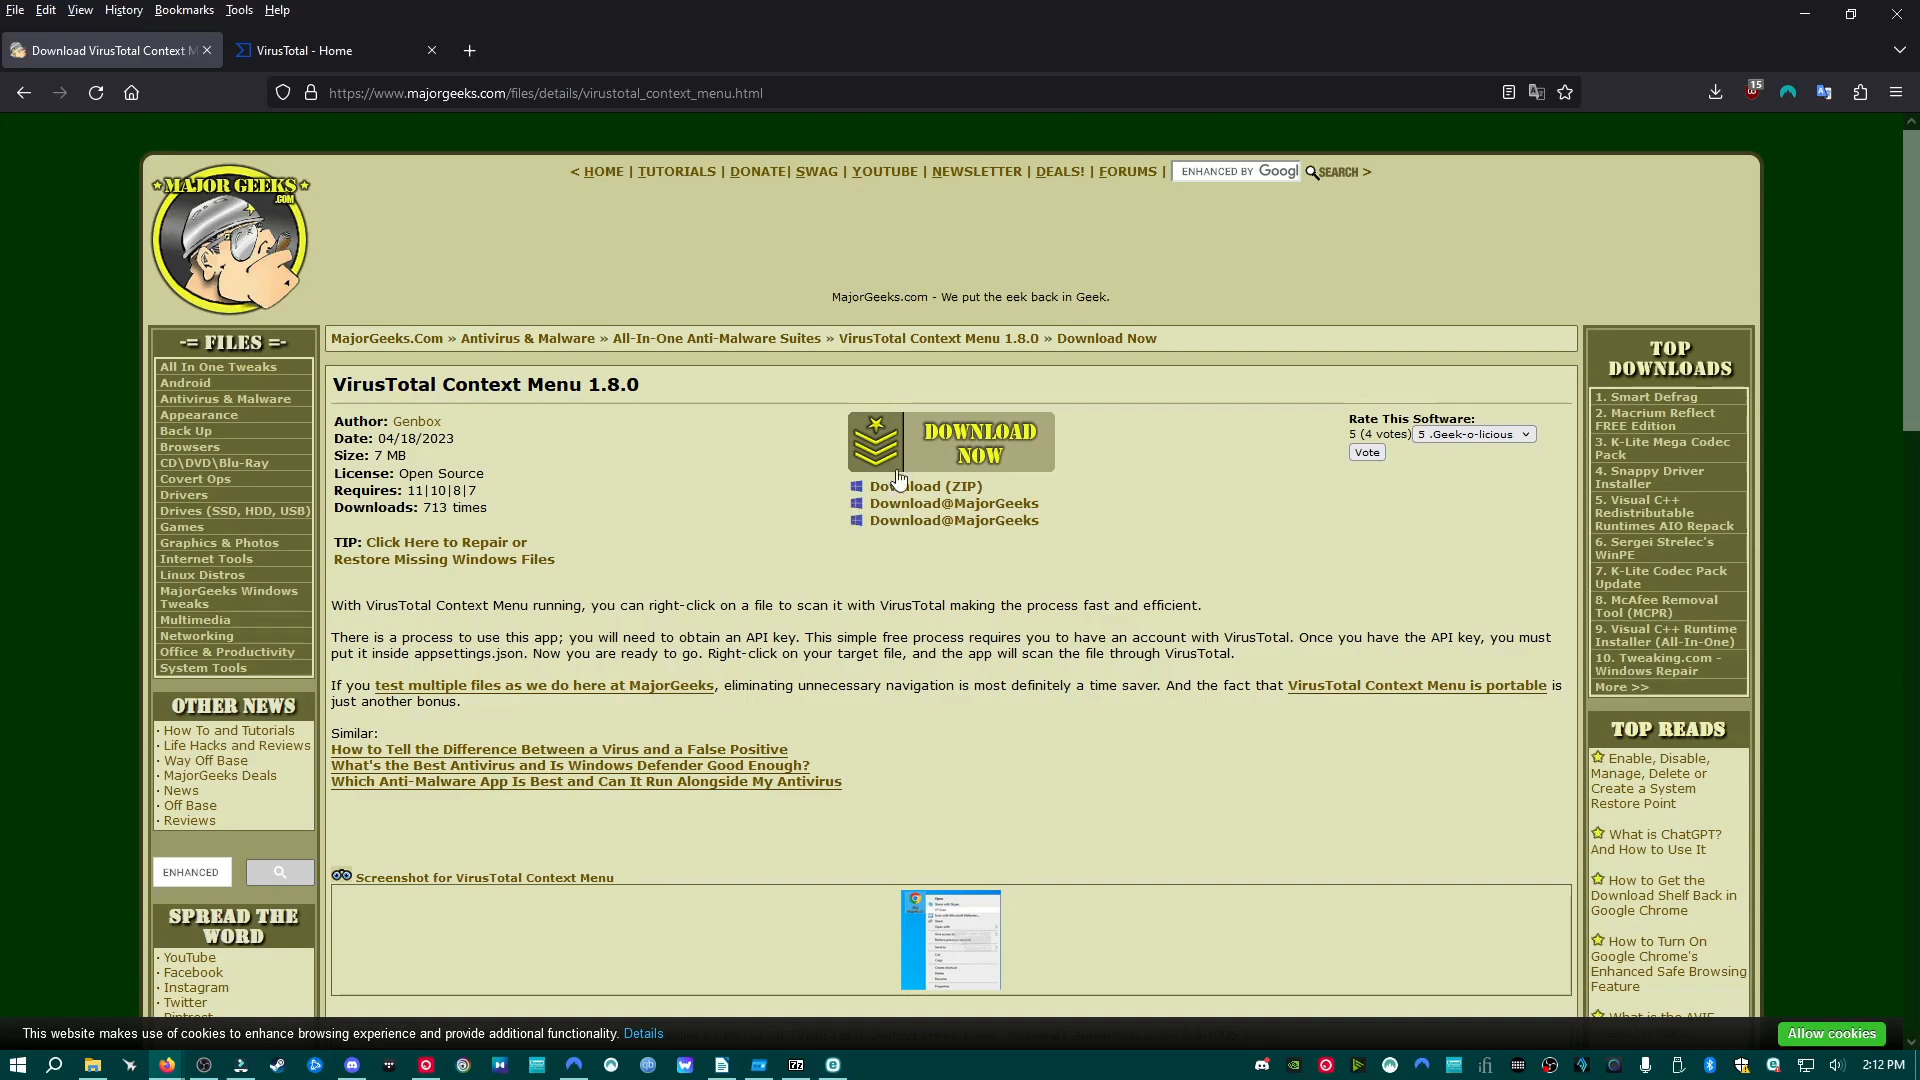 File Edit View History Bookmarks Tools Help
Download VirusTotal Context M
VirusTotal - Home
https://www.majorgeeks.com/files/details/virustotal_context_menu.html
15
MAJOR GEEKS
.COM
< HOME | TUTORIALS | DONATE| SWAG | YOUTUBE | NEWSLETTER | DEALS! | FORUMS | ENHANCED BY Googl SEARCH >
MajorGeeks.com - We put the eek back in Geek.
-= FILES =-
All In One Tweaks
Android
Antivirus & Malware
Appearance
Back Up
Browsers
CD\DVD\Blu-Ray
Covert Ops
Drivers
Drives (SSD, HDD, USB)
Games
Graphics & Photos
Internet Tools
Linux Distros
MajorGeeks Windows
Tweaks
Multimedia
Networking
Office & Productivity
System Tools
OTHER NEWS
· How To and Tutorials
· Life Hacks and Reviews
· Way Off Base
· MajorGeeks Deals
· News
· Off Base
· Reviews
ENHANCED
SPREAD THE
WORD
· YouTube
· Facebook
· Instagram
· Twitter
· Pintrest
MajorGeeks.Com » Antivirus & Malware » All-In-One Anti-Malware Suites » VirusTotal Context Menu 1.8.0 » Download Now
VirusTotal Context Menu 1.8.0
Author: Genbox
Date: 04/18/2023
Size: 7 MB
License: Open Source
Requires: 11|10|8|7
Downloads: 713 times
TIP: Click Here to Repair or
Restore Missing Windows Files
DOWNLOAD
NOW
Download (ZIP)
Download@MajorGeeks
Download@MajorGeeks
Rate This Software:
5 (4 votes) 5 .Geek-o-licious
Vote
With VirusTotal Context Menu running, you can right-click on a file to scan it with VirusTotal making the process fast and efficient.
There is a process to use this app; you will need to obtain an API key. This simple free process requires you to have an account with VirusTotal. Once you have the API key, you must
put it inside appsettings.json. Now you are ready to go. Right-click on your target file, and the app will scan the file through VirusTotal.
If you test multiple files as we do here at MajorGeeks, eliminating unnecessary navigation is most definitely a time saver. And the fact that VirusTotal Context Menu is portable is
just another bonus.
Similar:
How to Tell the Difference Between a Virus and a False Positive
What's the Best Antivirus and Is Windows Defender Good Enough?
Which Anti-Malware App Is Best and Can It Run Alongside My Antivirus
Screenshot for VirusTotal Context Menu
TOP
DOWNLOADS
1. Smart Defrag
2. Macrium Reflect
FREE Edition
3. K-Lite Mega Codec
Pack
4. Snappy Driver
Installer
5. Visual C++
Redistributable
Runtimes AIO Repack
6. Sergei Strelec's
WinPE
7. K-Lite Codec Pack
Update
8. McAfee Removal
Tool (MCPR)
9. Visual C++ Runtime
Installer (All-In-One)
10. Tweaking.com -
Windows Repair
More >>
TOP READS
Enable, Disable,
Manage, Delete or
Create a System
Restore Point
What is ChatGPT?
And How to Use It
How to Get the
Download Shelf Back in
Google Chrome
How to Turn On
Google Chrome's
Enhanced Safe Browsing
Feature
What is the AVIF
This website makes use of cookies to enhance browsing experience and provide additional functionality. Details
Allow cookies
2:12 PM